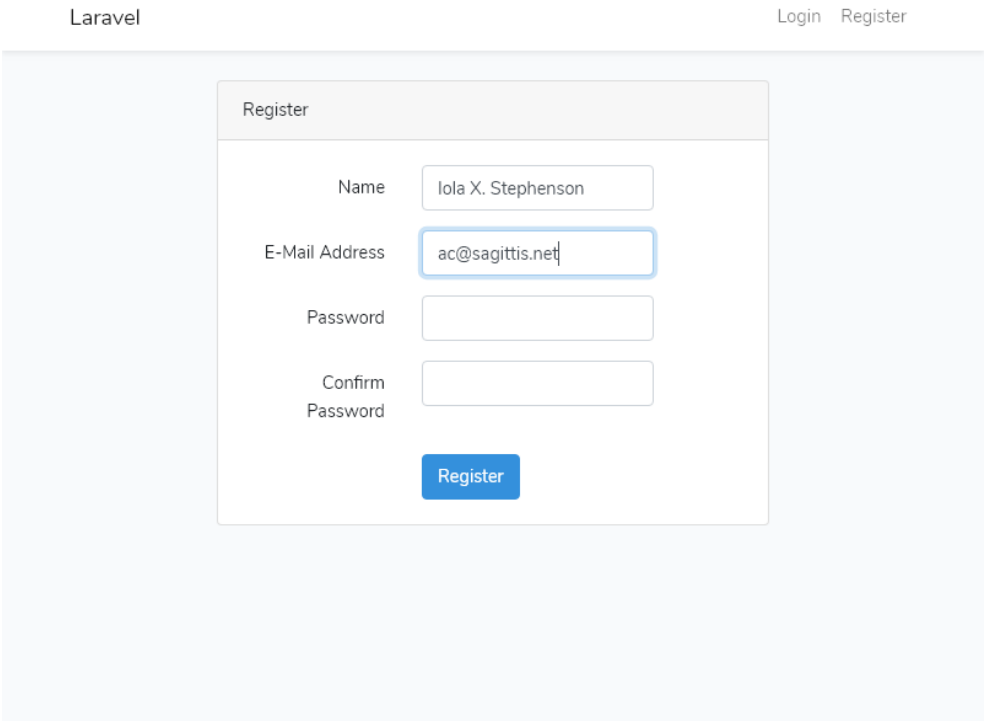 Laravel
Login Register
Register
Name
Iola X. Stephenson
E-Mail Address
ac@sagittis.net
Password
Confirm
Password
Register